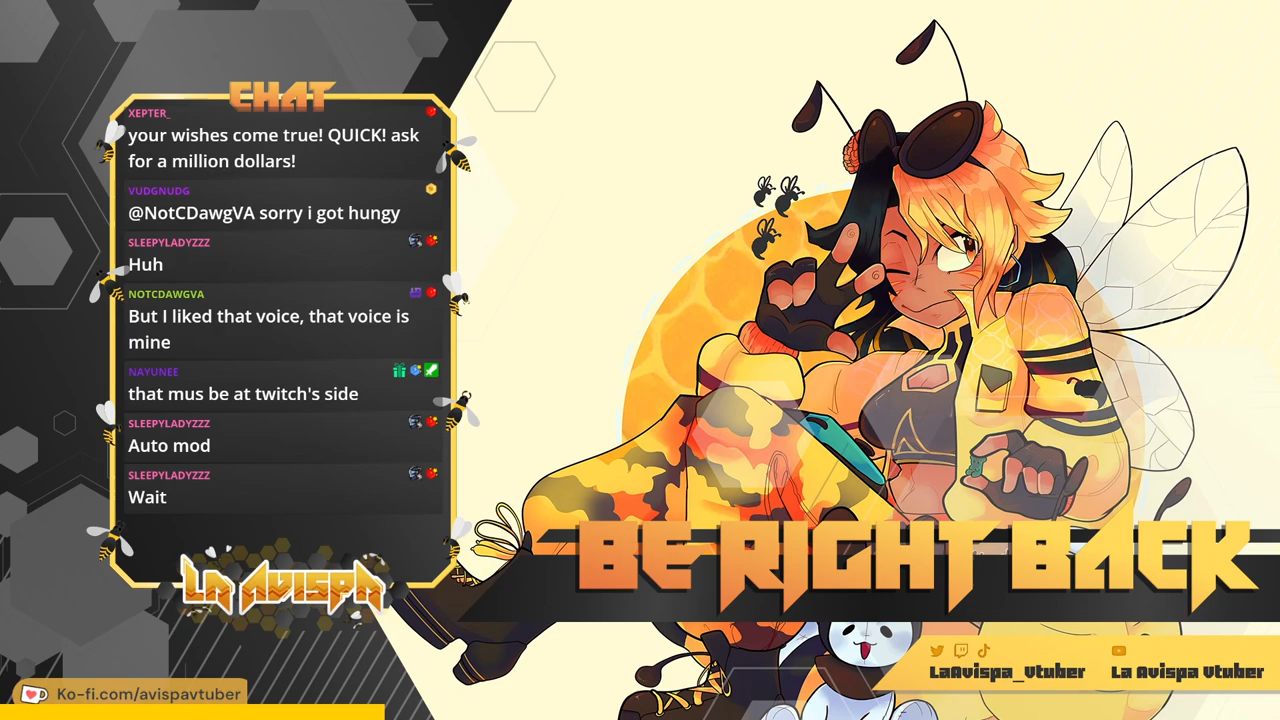 CHAT
XEPTER_
your wishes come true! QUICK! ask
for a million dollars!
VUDGNUDG
@NotCDawgVA sorry i got hungy
SLEEPYLADYZZZ
Huh
NOTCDAWGVA
But I liked that voice, that voice is
mine
NAYUNEE
that mus be at twitch's side
SLEEPYLADYZZZ
Auto mod
SLEEPYLADYZZZ
Wait
LA AVISPA
Ko-fi.com/avispavtuber
BE RIGHT BACK
LaAvispa_Vtuber
La Avispa Vtuber